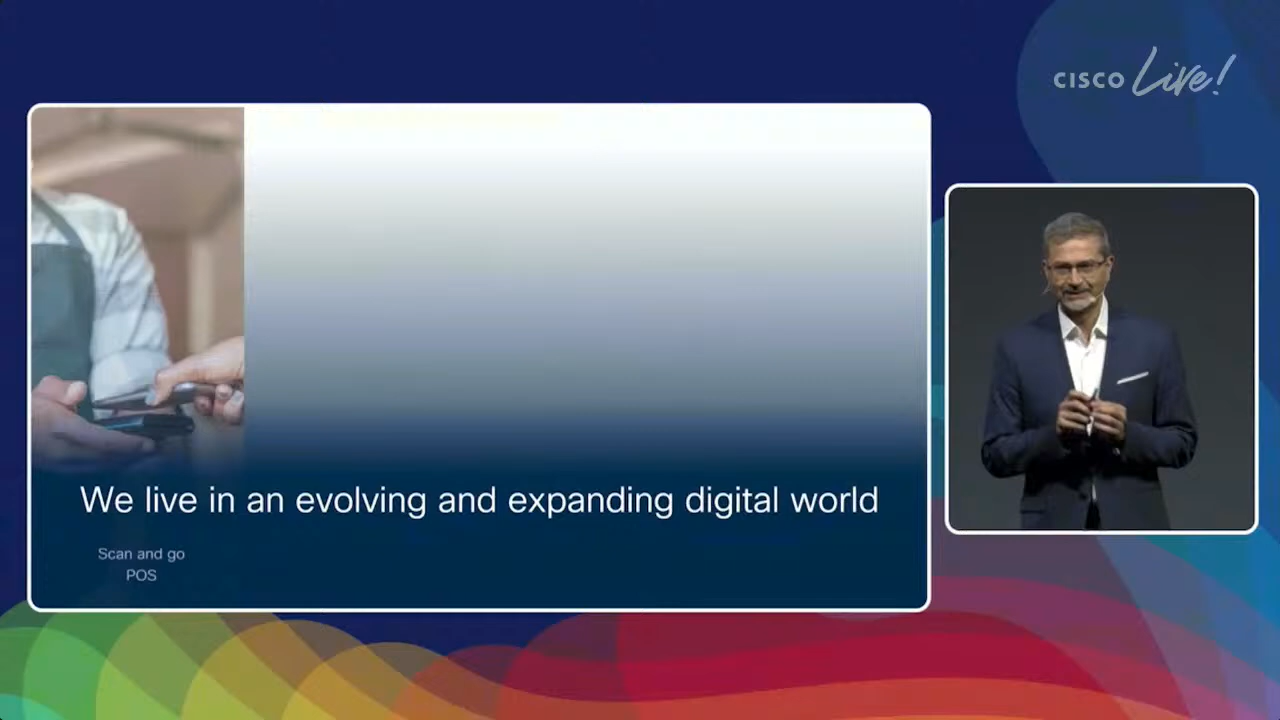 CISCO Live!
We live in an evolving and expanding digital world
Scan and go
POS